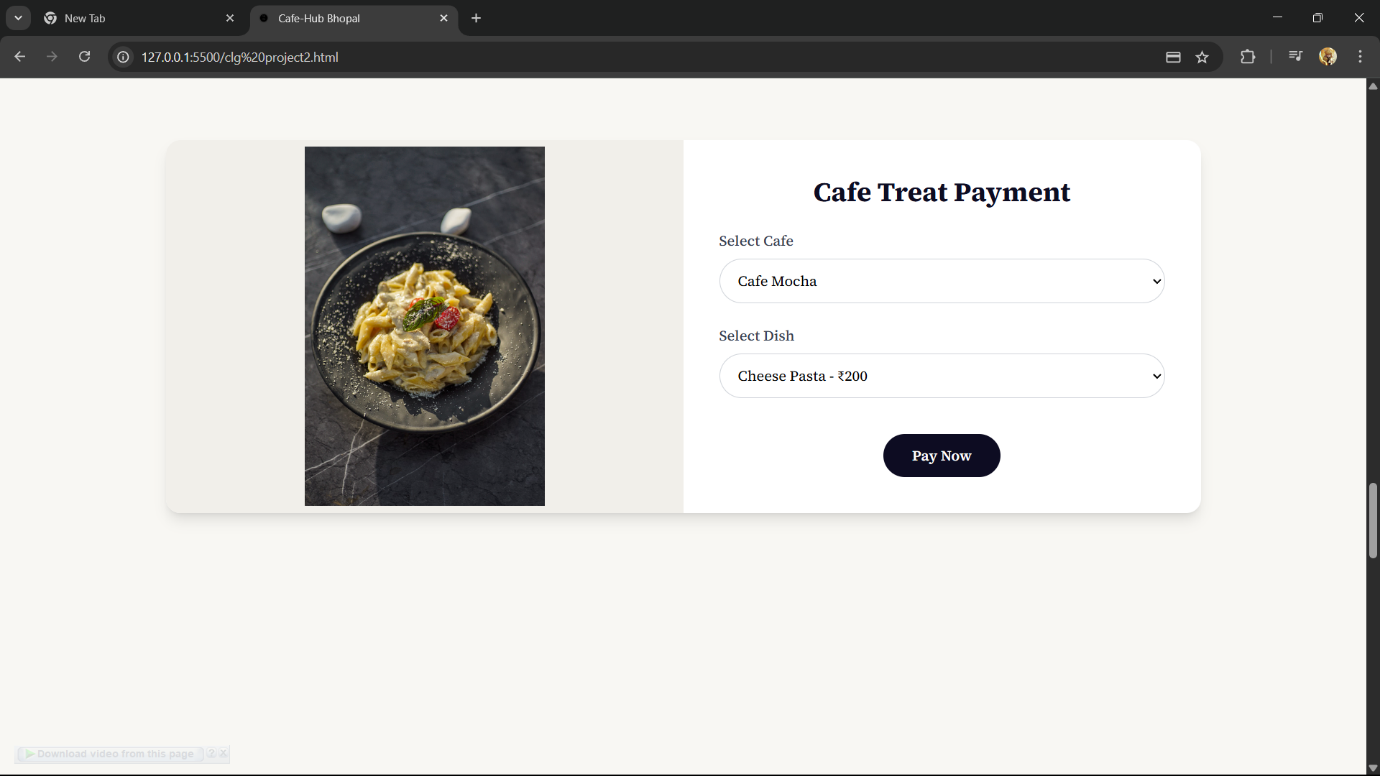 New Tab
Cafe-Hub Bhopal
127.0.0.1:5500/clg%20project2.html
Cafe Treat Payment
Select Cafe
Cafe Mocha
Select Dish
Cheese Pasta - ₹200
Pay Now
Download video from this page ? X